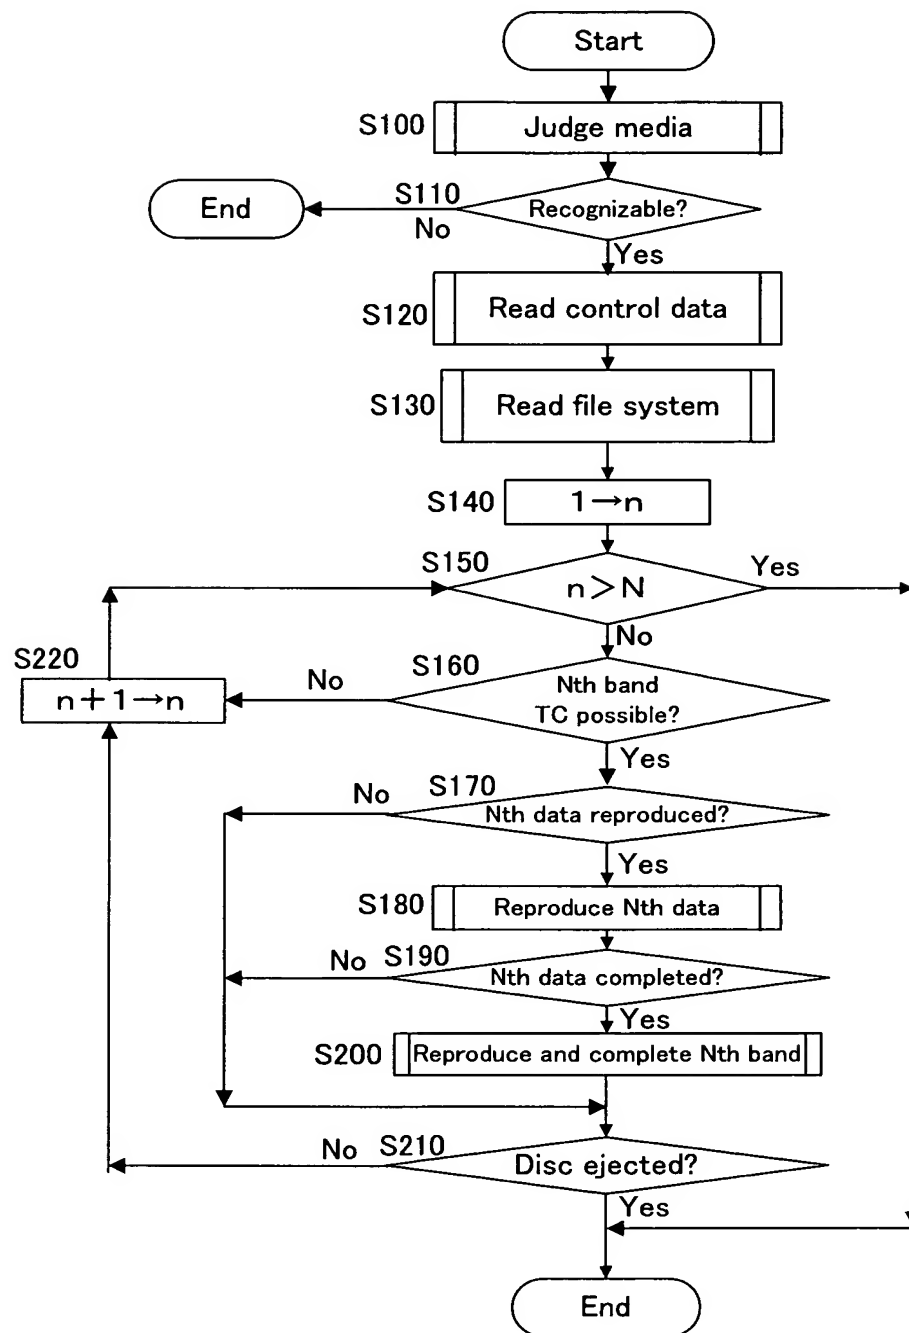 Start
S100
Judge media
S110
Recognizable?
End
No
Yes
S120
Read control data
S130
Read file system
S140
1→n
S150
n>N
Yes
No
S220
n+1→n
S160
No
Nth band
TC possible?
Yes
S170
No
Nth data reproduced?
Yes
S180
Reproduce Nth data
S190
No
Nth data completed?
Yes
S200
Reproduce and complete Nth band
S210
No
Disc ejected?
Yes
End